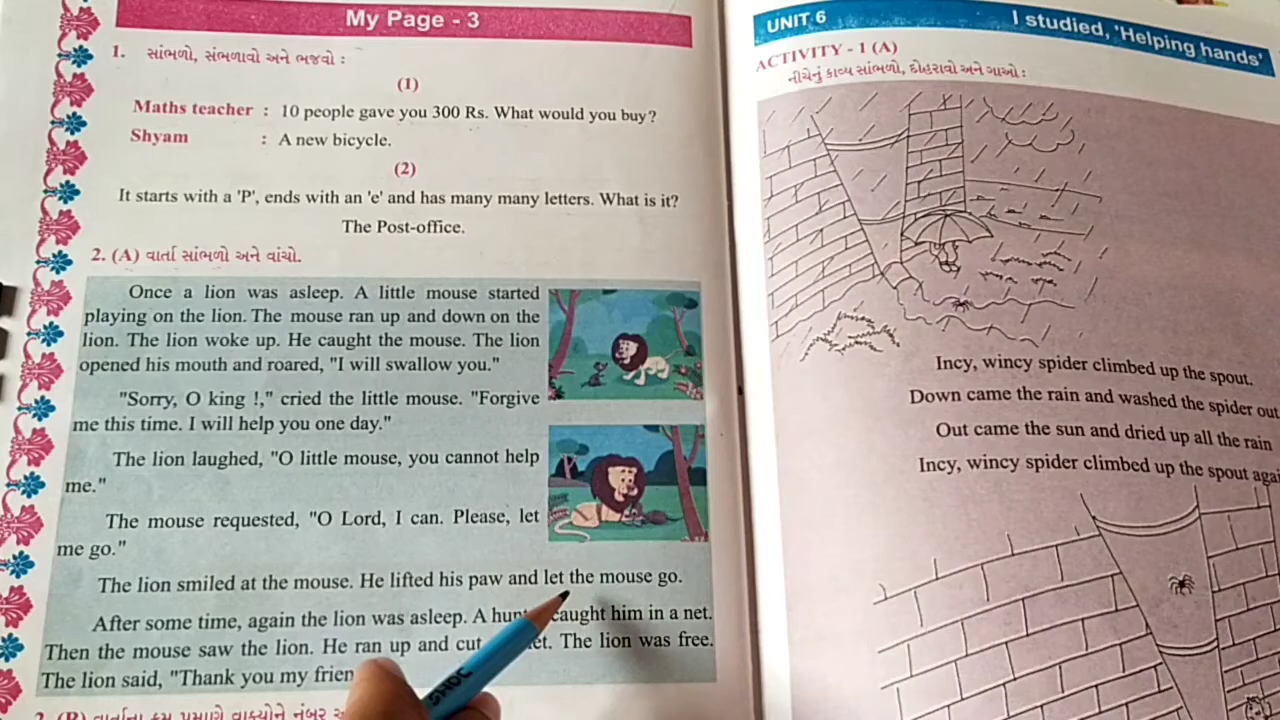 My Page - 3
1. સાંભળો, સંભળાવો અને ભજવો :
(1)
Maths teacher : 10 people gave you 300 Rs. What would you buy?
Shyam : A new bicycle.
(2)
It starts with a 'P', ends with an 'e' and has many many letters. What is it?
The Post-office.
2. (A) વાર્તા સાંભળો અને વાંચો.
Once a lion was asleep. A little mouse started
playing on the lion. The mouse ran up and down on the
lion. The lion woke up. He caught the mouse. The lion
opened his mouth and roared, "I will swallow you."
"Sorry, O king !," cried the little mouse. "Forgive
me this time. I will help you one day."
The lion laughed, "O little mouse, you cannot help
me."
The mouse requested, "O Lord, I can. Please, let
me go."
The lion smiled at the mouse. He lifted his paw and let the mouse go.
After some time, again the lion was asleep. A caught him in a net.
Then the mouse saw the lion. He ran up and cut The lion was free.
The lion said, "Thank you my
2. (B) વાર્તાના ક્રમ પ્રમાણે વાક્યોને નંબર
UNIT 6
I studied, 'Helping hands'
ACTIVITY - 1 (A)
નીચેનું કાવ્ય સાંભળો, દોહરાવો અને ગાઓ :
Incy, wincy spider climbed up the spout.
Down came the rain and washed the spider out
Out came the sun and dried up all the rain
Incy, wincy spider climbed up the spout